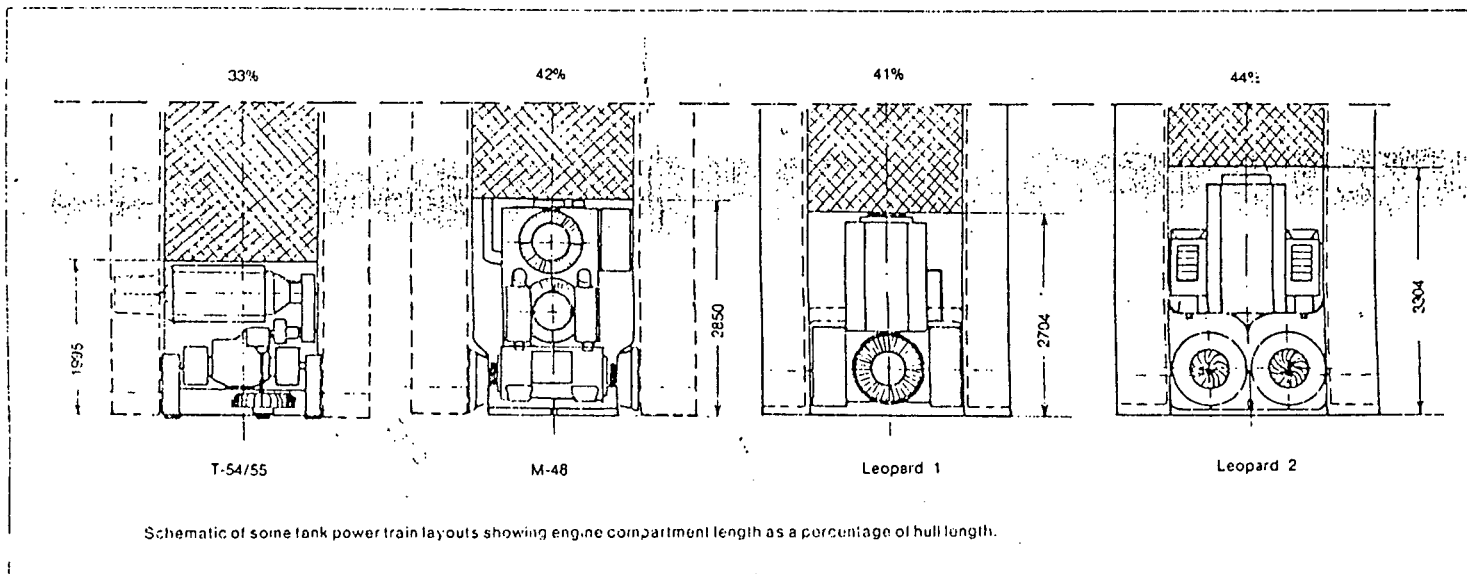 33%
42%
41%
44%
1995
2850
2704
3304
T-54/55
M-48
Leopard 1
Leopard 2
Schematic of some tank power train layouts showing engine compartment length as a percentage of hull length.